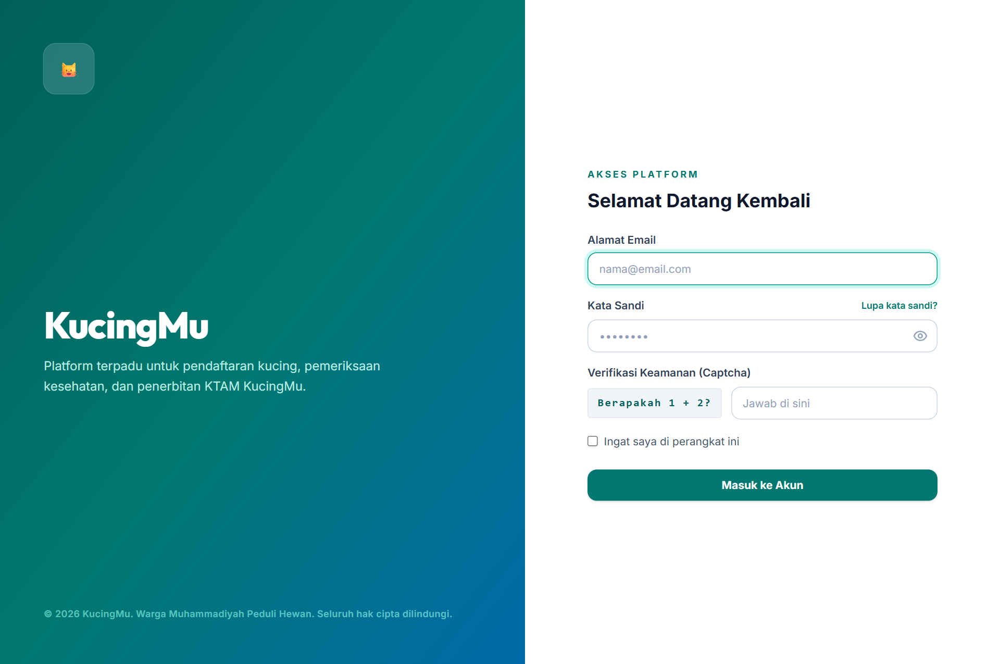 KucingMu
Platform terpadu untuk pendaftaran kucing, pemeriksaan
kesehatan, dan penerbitan KTAM KucingMu.
© 2026 KucingMu. Warga Muhammadiyah Peduli Hewan. Seluruh hak cipta dilindungi.
AKSES PLATFORM
Selamat Datang Kembali
Alamat Email
nama@email.com
Kata Sandi
Lupa kata sandi?
••••••••
Verifikasi Keamanan (Captcha)
Berapakah 1 + 2?
Jawab di sini
Ingat saya di perangkat ini
Masuk ke Akun